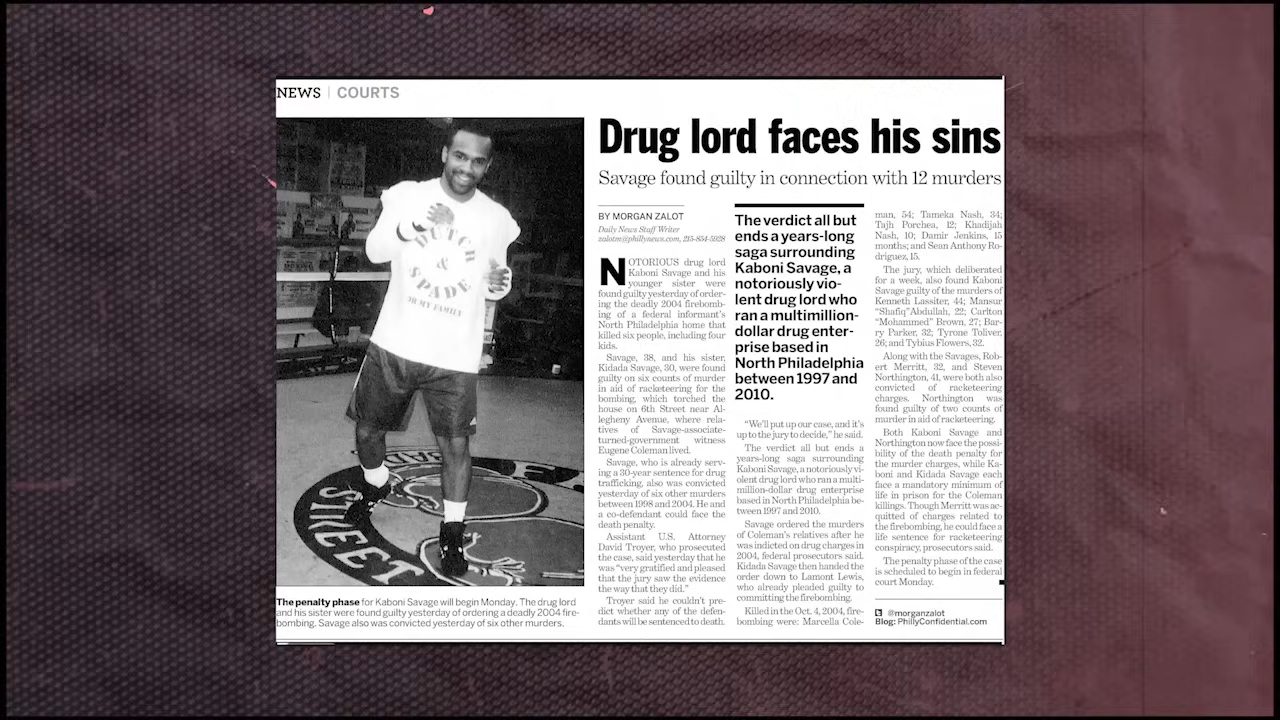 NEWS | COURTS
Drug lord faces his sins
Savage found guilty in connection with 12 murders
DUTCH
&
SPADE
OR MY FAMILY
STREET
The penalty phase for Kaboni Savage will begin Monday. The drug lord
and his sister were found guilty yesterday of ordering a deadly 2004 fire-
bombing. Savage also was convicted yesterday of six other murders.
BY MORGAN ZALOT
Daily News Staff Writer
zalotm@phillynews.com, 215-854-5928
NOTORIOUS drug lord
Kaboni Savage and his
younger sister were
found guilty yesterday of order-
ing the deadly 2004 firebomb-
ing of a federal informant's
North Philadelphia home that
killed six people, including four
kids.
Savage, 38, and his sister,
Kidada Savage, 30, were found
guilty on six counts of murder
in aid of racketeering for the
bombing, which torched the
house on 6th Street near Al-
legheny Avenue, where rela-
tives of Savage-associate-
turned-government witness
Eugene Coleman lived.
Savage, who is already serv-
ing a 30-year sentence for drug
trafficking, also was convicted
yesterday of six other murders
between 1998 and 2004. He and
a co-defendant could face the
death penalty.
Assistant U.S. Attorney
David Troyer, who prosecuted
the case, said yesterday that he
was "very gratified and pleased
that the jury saw the evidence
the way that they did."
Troyer said he couldn't pre-
dict whether any of the defen-
dants will be sentenced to death.
The verdict all but
ends a years-long
saga surrounding
Kaboni Savage, a
notoriously vio-
lent drug lord who
ran a multimillion-
dollar drug enter-
prise based in
North Philadelphia
between 1997 and
2010.
"We'll put up our case, and it's
up to the jury to decide," he said.
The verdict all but ends a
years-long saga surrounding
Kaboni Savage, a notoriously vi-
olent drug lord who ran a multi-
million-dollar drug enterprise
based in North Philadelphia be-
tween 1997 and 2010.
Savage ordered the murders
of Coleman's relatives after he
was indicted on drug charges in
2004, federal prosecutors said.
Kidada Savage then handed the
order down to Lamont Lewis,
who already pleaded guilty to
committing the firebombing.
Killed in the Oct. 4, 2004, fire-
bombing were: Marcella Cole-
man, 54; Tameka Nash, 34;
Tajh Porchea, 12; Khadijah
Nash, 10; Damir Jenkins, 15
months; and Sean Anthony Ro-
driguez, 15.
The jury, which deliberated
for a week, also found Kaboni
Savage guilty of the murders of
Kenneth Lassiter, 44; Mansur
"Shafiq"Abdullah, 22; Carlton
"Mohammed" Brown, 27; Bar-
ry Parker, 32; Tyrone Toliver,
26; and Tybius Flowers, 32.
Along with the Savages, Rob-
ert Merritt, 32, and Steven
Northington, 41, were both also
convicted of racketeering
charges. Northington was
found guilty of two counts of
murder in aid of racketeering.
Both Kaboni Savage and
Northington now face the possi-
bility of the death penalty for
the murder charges, while Ka-
boni and Kidada Savage each
face a mandatory minimum of
life in prison for the Coleman
killings. Though Merritt was ac-
quitted of charges related to
the firebombing, he could face a
life sentence for racketeering
conspiracy, prosecutors said.
The penalty phase of the case
is scheduled to begin in federal
court Monday.
@morganzalot
Blog: PhillyConfidential.com